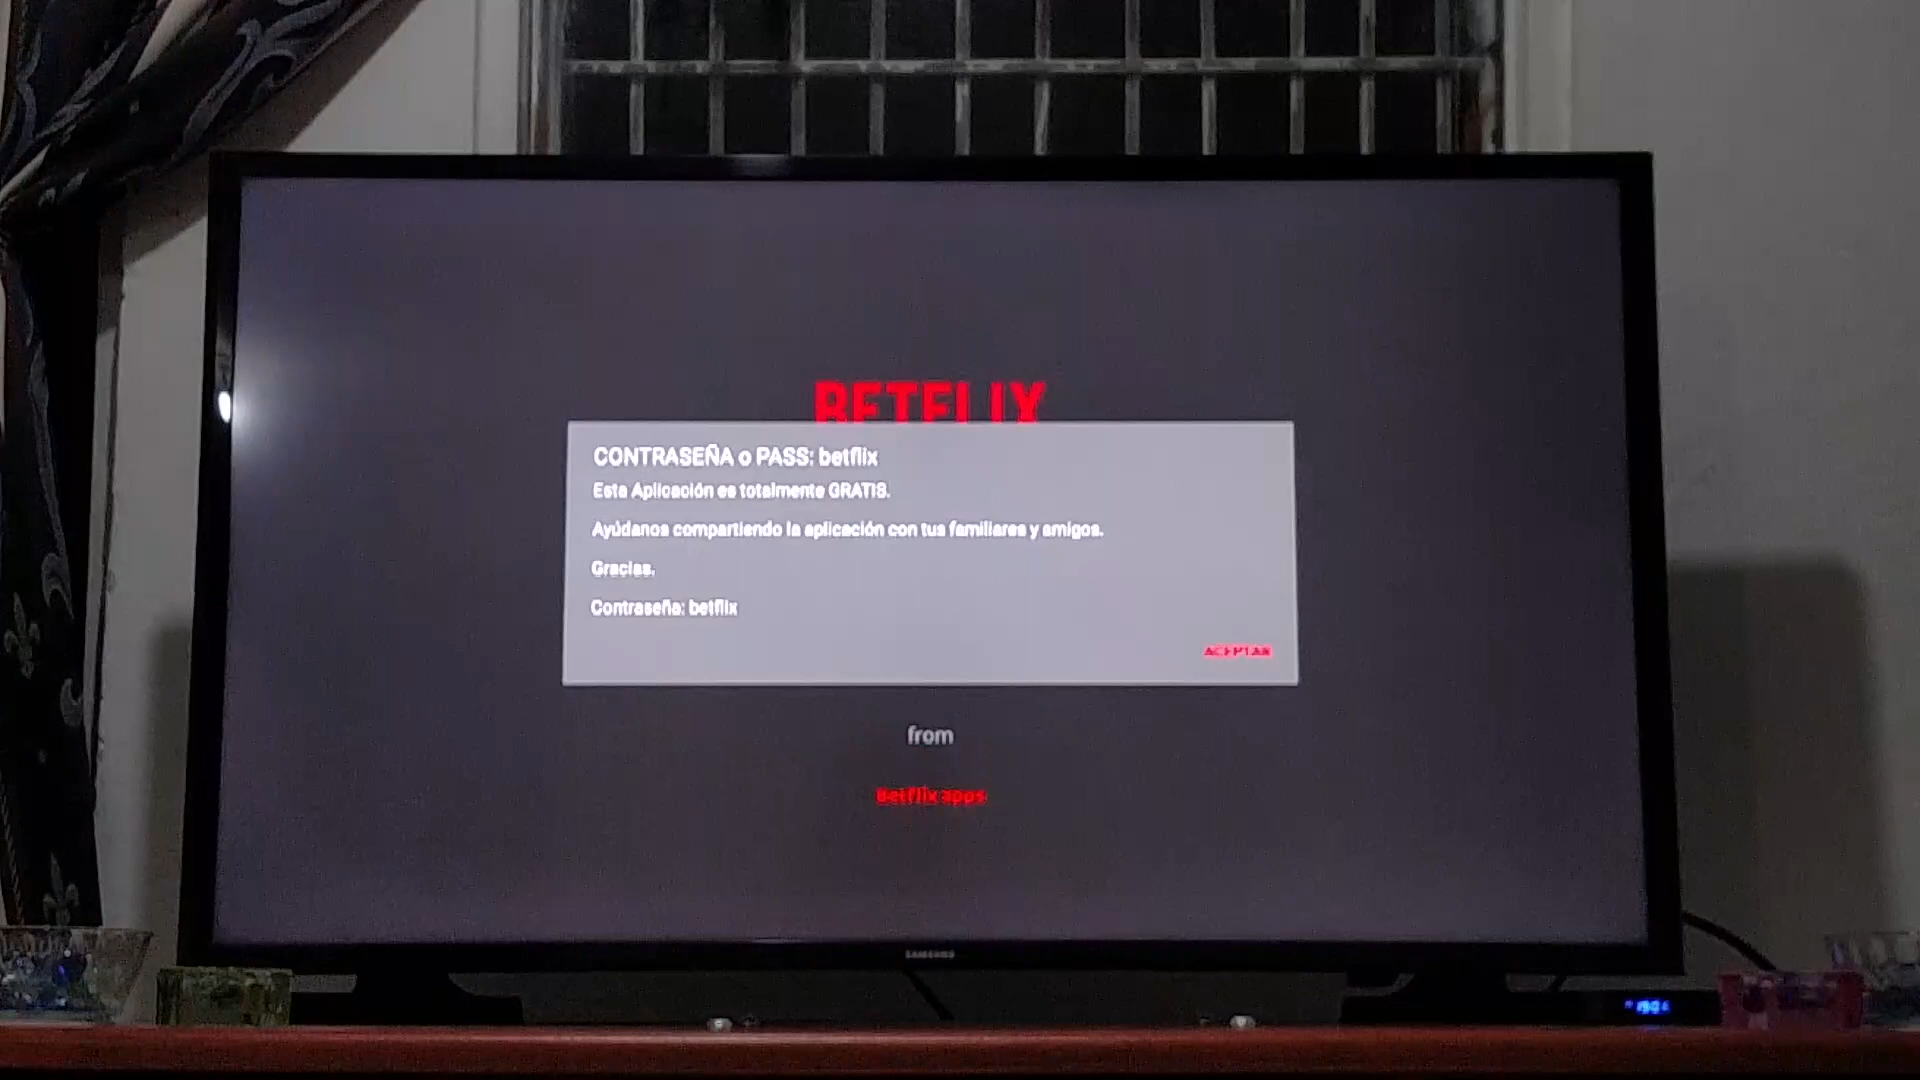 BETFLIX
CONTRASEÑA o PASS: betflix
Esta Aplicación es totalmente GRATIS.
Ayúdanos compartiendo la aplicación con tus familiares y amigos.
Gracias.
Contraseña: betflix
ACEPTAR
from
Betflix apps
SAMSUNG